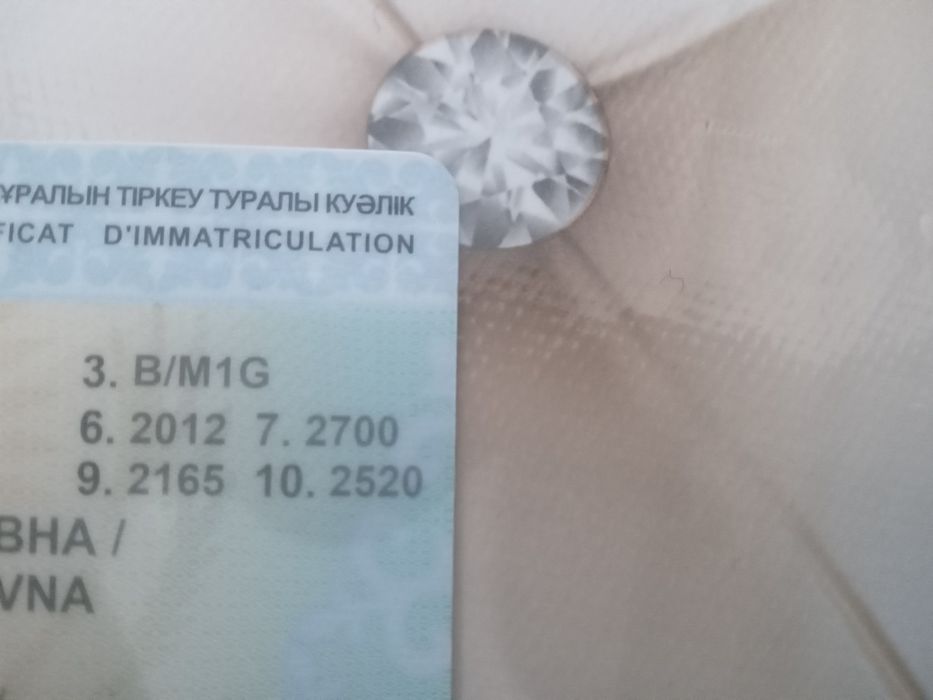 ҰРАЛЫН ТІРКЕУ ТУРАЛЫ КУӘЛІК
FICAT D'IMMATRICULATION
3. B/M1G
6. 2012 7. 2700
9. 2165 10. 2520
ВНА /
VNA